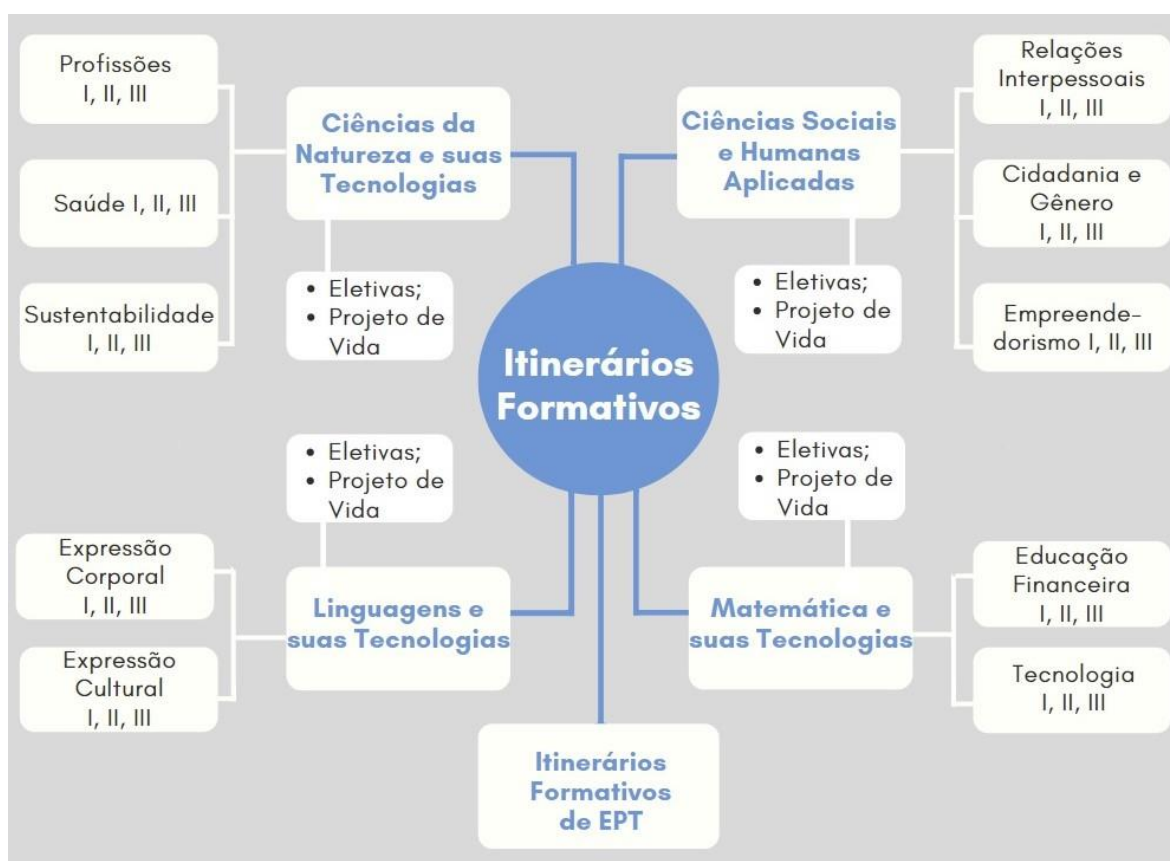 Profissões
I, II, III
Saúde I, II, III
Sustentabilidade
I, II, III
Ciências da
Natureza e suas
Tecnologias
• Eletivas;
• Projeto de
Vida
Ciências Sociais
e Humanas
Aplicadas
• Eletivas;
• Projeto de
Vida
Relações
Interpessoais
I, II, III
Cidadania e
Gênero
I, II, III
Empreende-
dorismo I, II, III
Itinerários
Formativos
• Eletivas;
• Projeto de
Vida
Linguagens e
suas Tecnologias
Expressão
Corporal
I, II, III
Expressão
Cultural
I, II, III
• Eletivas;
• Projeto de
Vida
Matemática e
suas Tecnologias
Educação
Financeira
I, II, III
Tecnologia
I, II, III
Itinerários
Formativos
de EPT